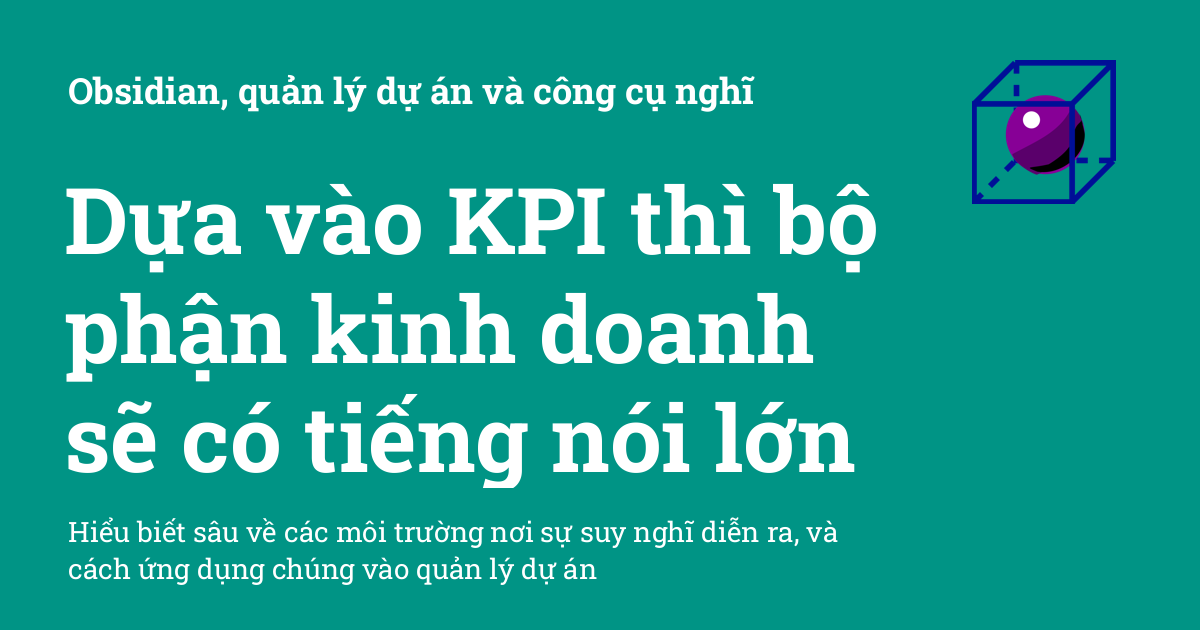 Obsidian, quản lý dự án và công cụ nghĩ
Dựa vào KPI thì bộ
phận kinh doanh
sẽ có tiếng nói lớn
Hiểu biết sâu về các môi trường nơi sự suy nghĩ diễn ra, và
cách ứng dụng chúng vào quản lý dự án